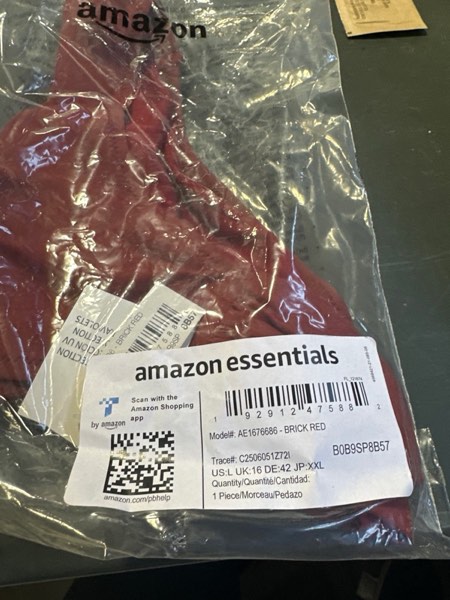 amazon
BRICK RED
B0B57
amazon essentials
by amazon
Scan with the
Amazon Shopping
app
amazon.com/pbhelp
1 92912 47588 2
Model#: AE1676686 - BRICK RED
Trace#: C2506051Z72I
B0B9SP8B57
US:L UK:16 DE:42 JP:XXL
Quantity/Quantité/Cantidad:
1 Piece/Morceau/Pedazo